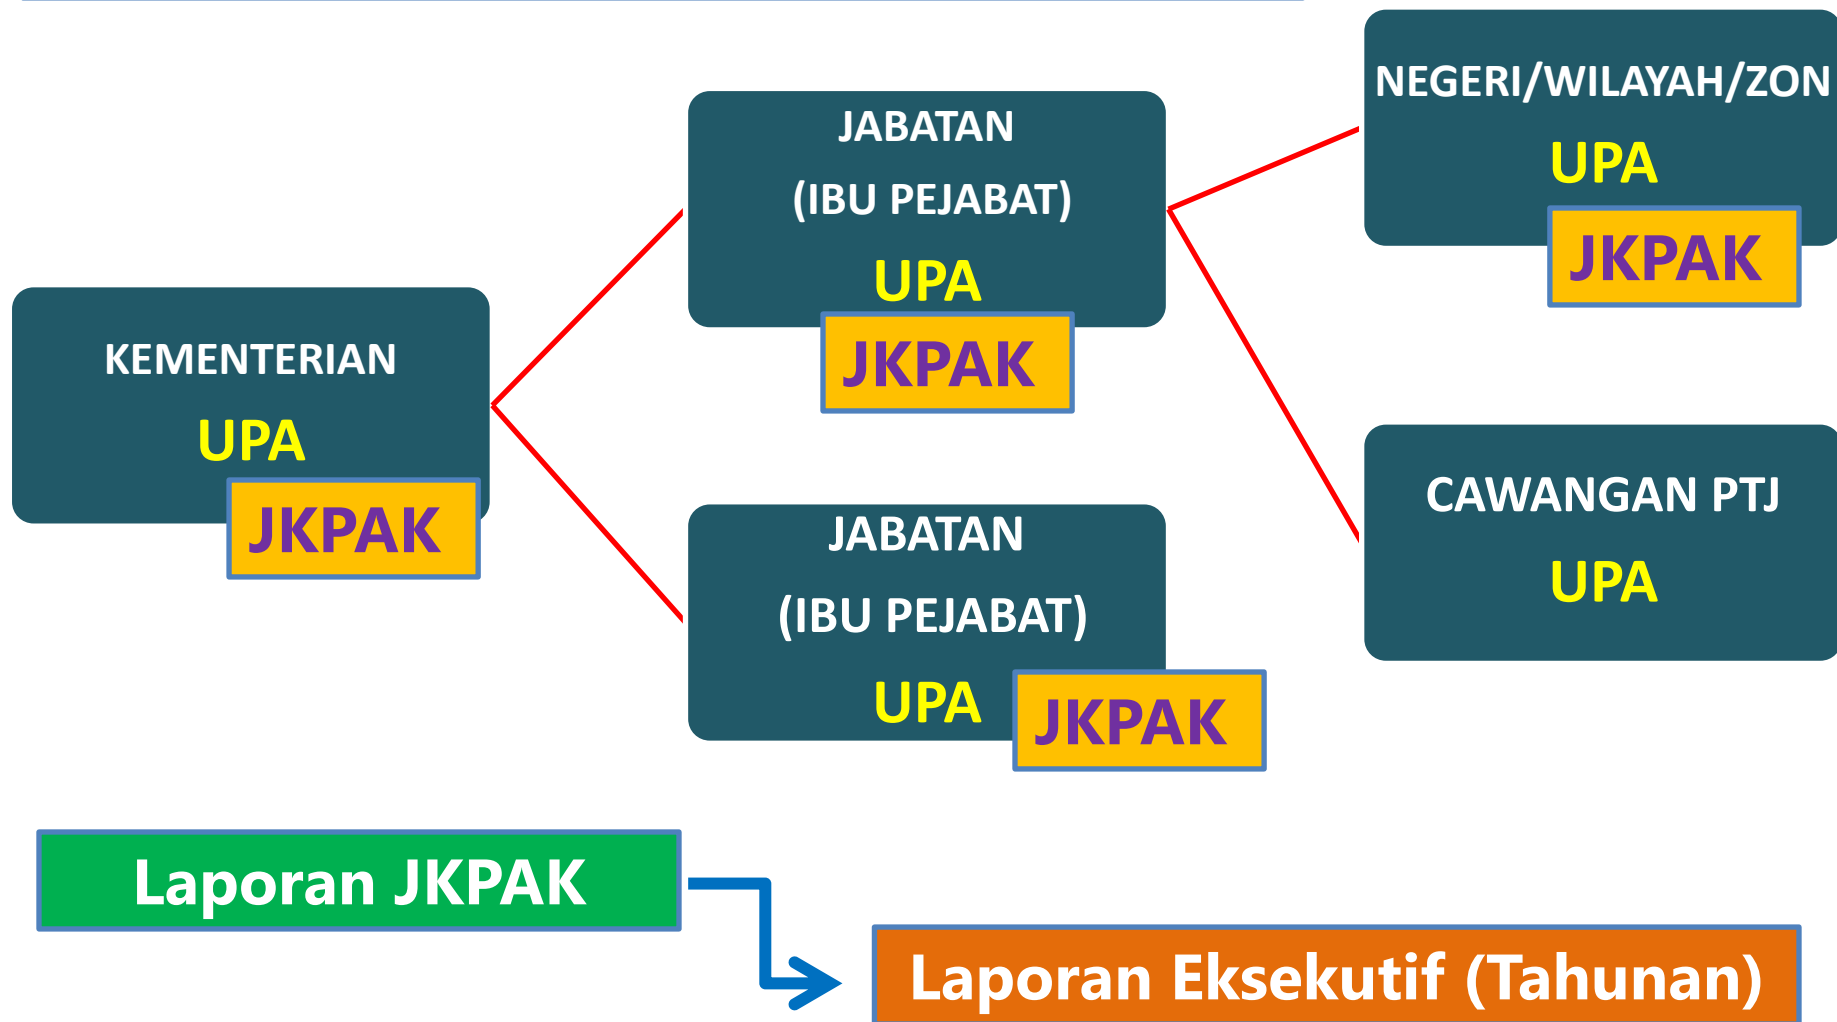 KEMENTERIAN
UPA
JKPAK
JABATAN
(IBU PEJABAT)
UPA
JKPAK
JABATAN
(IBU PEJABAT)
UPA
JKPAK
NEGERI/WILAYAH/ZON
UPA
JKPAK
CAWANGAN PTJ
UPA
Laporan JKPAK
Laporan Eksekutif (Tahunan)